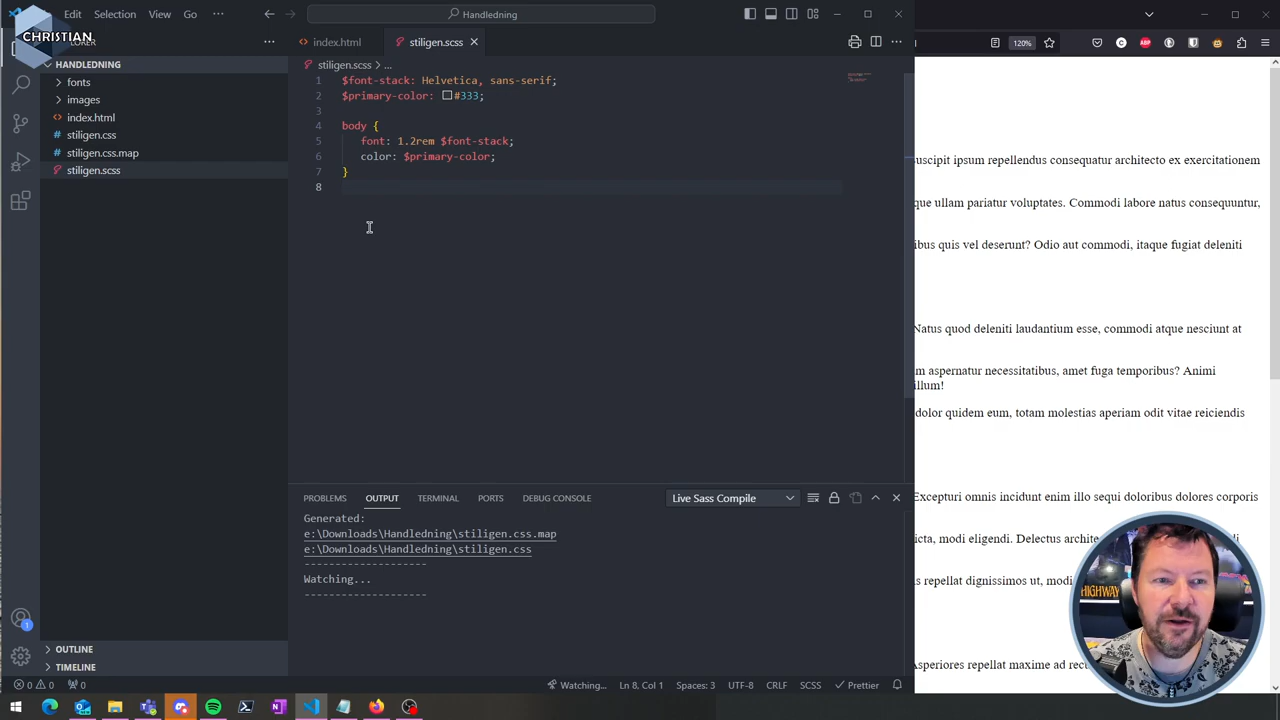 CHRISTIAN
Edit
Selection
View
Go
Handledning
HANDLEDNING
fonts
images
index.html
stiligen.css
stiligen.css.map
stiligen.scss
index.html
stiligen.scss
stiligen.scss > ...
1 $font-stack: Helvetica, sans-serif;
2 $primary-color: #333;
3
4 body {
5 font: 1.2rem $font-stack;
6 color: $primary-color;
7 }
8
PROBLEMS
OUTPUT
TERMINAL
PORTS
DEBUG CONSOLE
Live Sass Compile
Generated:
e:\Downloads\Handledning\stiligen.css.map
e:\Downloads\Handledning\stiligen.css
-------------------
Watching...
-------------------
OUTLINE
TIMELINE
0 0 0
Watching...
Ln 8, Col 1
Spaces: 3
UTF-8
CRLF
SCSS
Prettier
120%
suscipit ipsum repellendus consequatur architecto ex exercitationem
que ullam pariatur voluptates. Commodi labore natus consequuntur,
ibus quis vel deserunt? Odio aut commodi, itaque fugiat deleniti
Natus quod deleniti laudantium esse, commodi atque nesciunt at
m aspernatur necessitatibus, amet fuga temporibus? Animi
illum!
dolor quidem eum, totam molestias aperiam odit vitae reiciendis
Excepturi omnis incidunt enim illo sequi doloribus dolores corporis
icta, modi eligendi. Delectus
is repellat dignissimos ut, modi
Asperiores repellat maxime ad
HIGHWAY